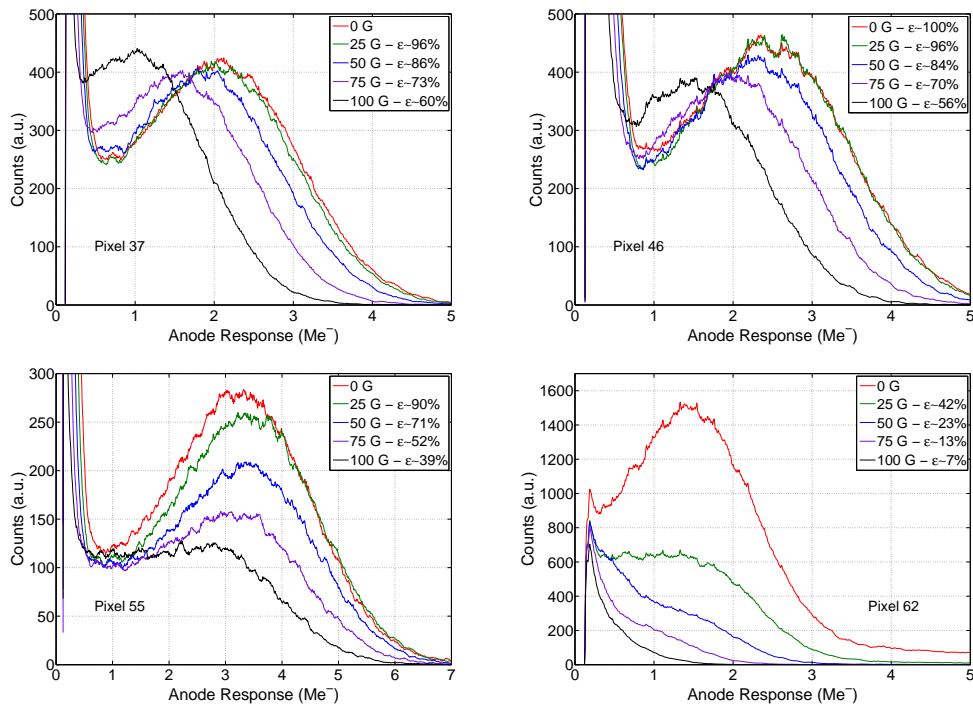 500
400
300
200
100
0
0 1 2 3 4 5
Counts (a.u.)
Anode Response (Me⁻)
Pixel 37
0 G
25 G − ε~96%
50 G − ε~86%
75 G − ε~73%
100 G − ε~60%
500
400
300
200
100
0
0 1 2 3 4 5
Counts (a.u.)
Anode Response (Me⁻)
Pixel 46
0 G − ε~100%
25 G − ε~96%
50 G − ε~84%
75 G − ε~70%
100 G − ε~56%
300
250
200
150
100
50
0
0 1 2 3 4 5 6 7
Counts (a.u.)
Anode Response (Me⁻)
Pixel 55
0 G
25 G − ε~90%
50 G − ε~71%
75 G − ε~52%
100 G − ε~39%
1600
1400
1200
1000
800
600
400
200
0
0 1 2 3 4 5
Counts (a.u.)
Anode Response (Me⁻)
Pixel 62
0 G
25 G − ε~42%
50 G − ε~23%
75 G − ε~13%
100 G − ε~7%